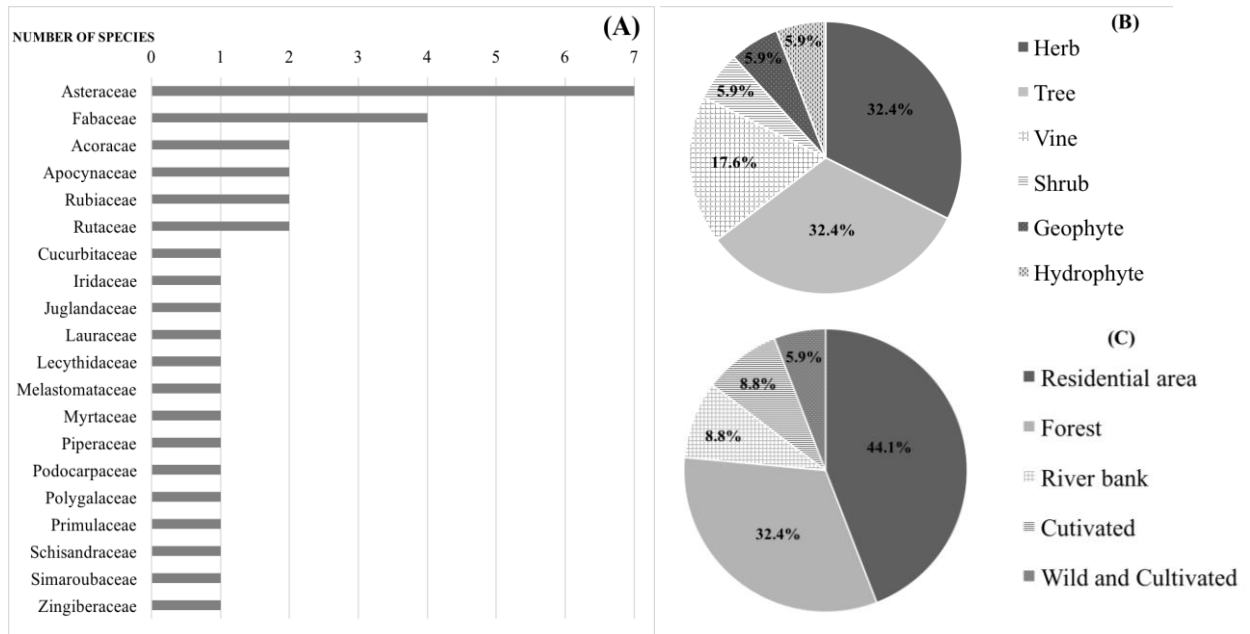 (A)
NUMBER OF SPECIES
0 1 2 3 4 5 6 7
Asteraceae
Fabaceae
Acoracae
Apocynaceae
Rubiaceae
Rutaceae
Cucurbitaceae
Iridaceae
Juglandaceae
Lauraceae
Lecythidaceae
Melastomataceae
Myrtaceae
Piperaceae
Podocarpaceae
Polygalaceae
Primulaceae
Schisandraceae
Simaroubaceae
Zingiberaceae
(B)
5.9%
5.9%
5.9%
17.6%
32.4%
32.4%
Herb
Tree
Vine
Shrub
Geophyte
Hydrophyte
(C)
5.9%
8.8%
8.8%
44.1%
32.4%
Residential area
Forest
River bank
Cutivated
Wild and Cultivated